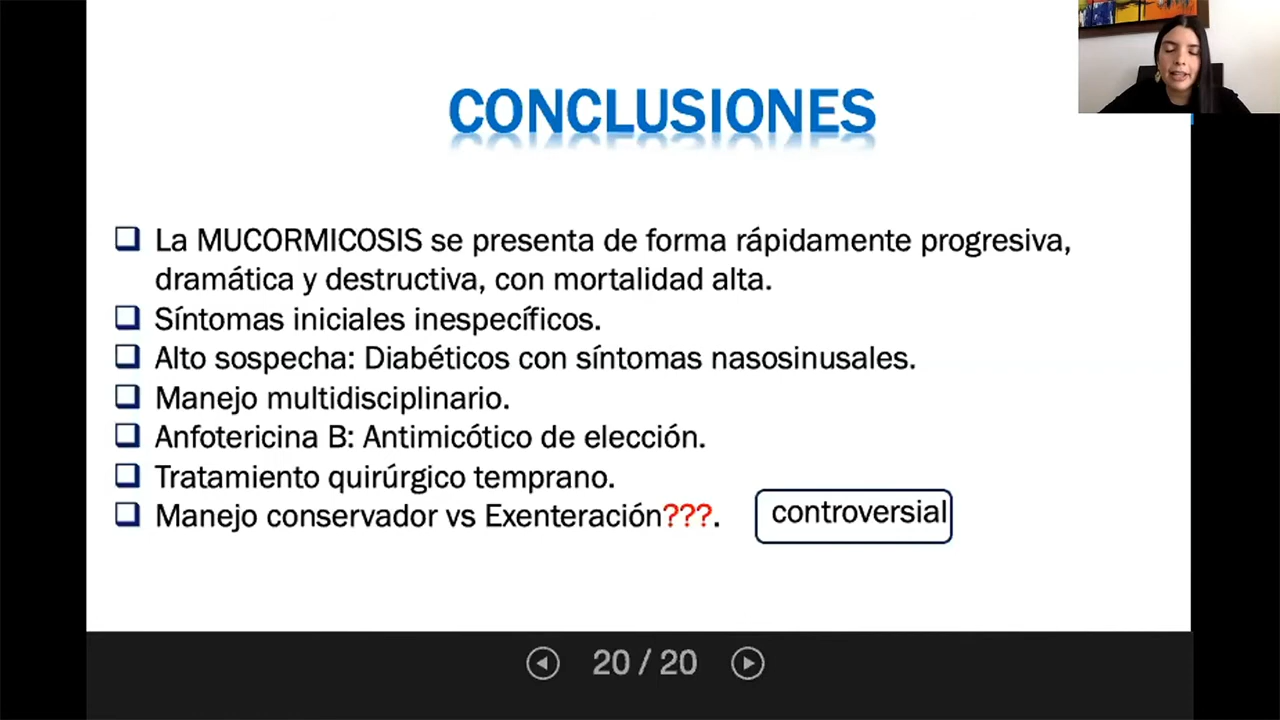 CONCLUSIONES
La MUCORMICOSIS se presenta de forma rápidamente progresiva,
dramática y destructiva, con mortalidad alta.
Síntomas iniciales inespecíficos.
Alto sospecha: Diabéticos con síntomas nasosinusales.
Manejo multidisciplinario.
Anfotericina B: Antimicótico de elección.
Tratamiento quirúrgico temprano.
Manejo conservador vs Exenteración???. controversial
20 / 20